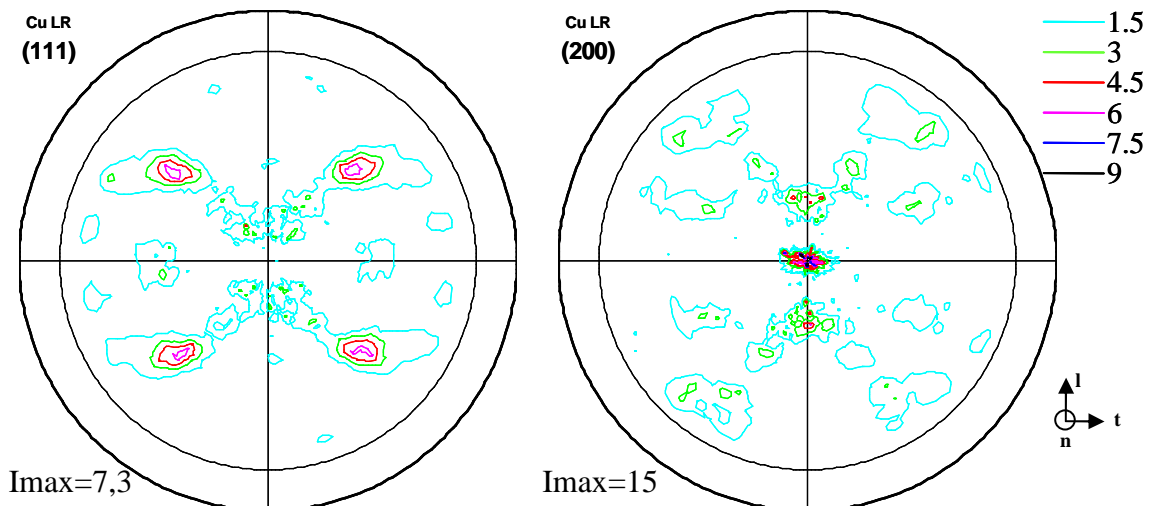 Cu LR
(111)
Imax=7,3
Cu LR
(200)
Imax=15
1.5
3
4.5
6
7.5
9
l
t
n